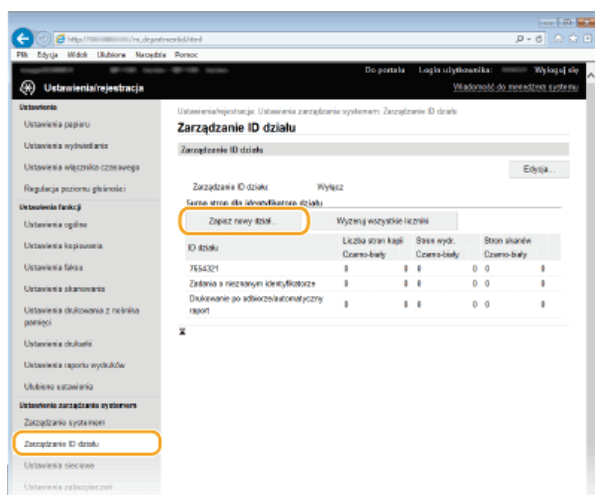 Plik Edycja Widok Ulubione Narzędzia Pomoc
Do portalu Login użytkownika: Wyloguj się
Ustawienia/rejestracja
Wiadomość do menedżera systemu
Ustawienia
Ustawienia papieru
Ustawienia wyświetlania
Ustawienia włącznika czasowego
Regulacja poziomu głośności
Ustawienia funkcji
Ustawienia ogólne
Ustawienia kopiowania
Ustawienia faksu
Ustawienia skanowania
Ustawienia drukowania z nośnika
pamięci
Ustawienia drukarki
Ustawienia raportu wydruków
Ulubione ustawienia
Ustawienia zarządzania systemem
Zarządzanie systemem
Zarządzanie ID działu
Ustawienia sieciowe
Ustawienia zabezpieczeń
Ustawienia/rejestracja: Ustawienia zarządzania systemem: Zarządzanie ID działu
Zarządzanie ID działu
Zarządzanie ID działu
Edycja...
Zarządzanie ID działu: Wyłącz
Suma stron dla identyfikatora działu
Zapisz nowy dział... Wyzeruj wszystkie liczniki
ID działu Liczba stron kopii Stron wydr. Stron skanów
Czarno-biały Czarno-biały Czarno-biały
7654321 0 0 0 0 0 0
Zadania o nieznanym identyfikatorze 0 0 0 0 0 0
Drukowanie po odbiorze/automatyczny
raport 0 0 0 0 0 0